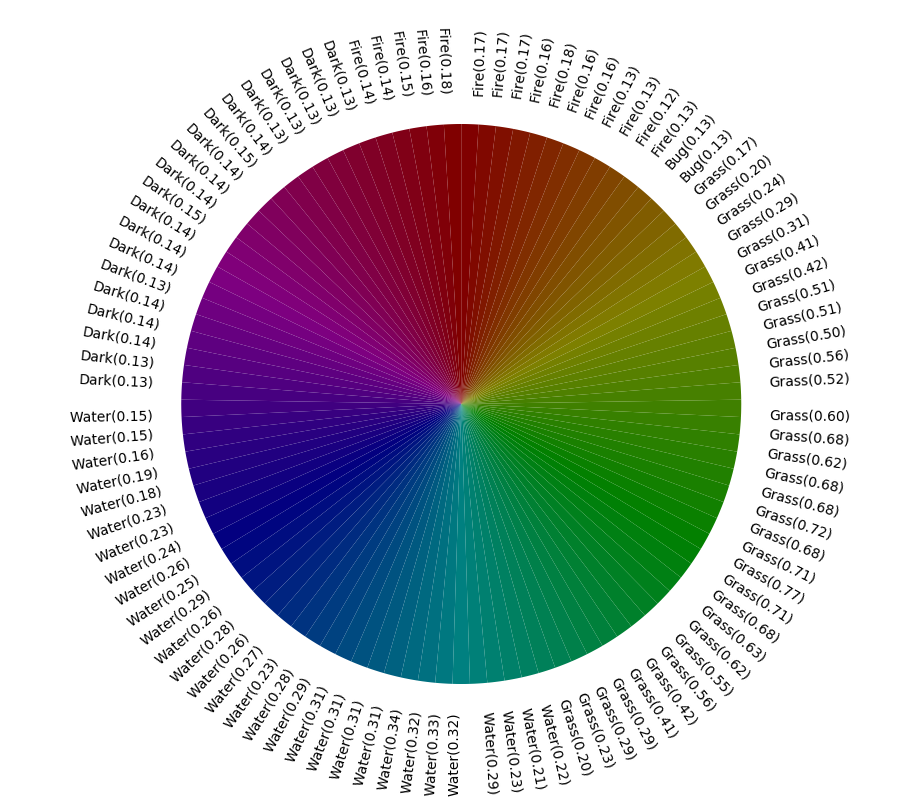 Fire(0.17)
Fire(0.17)
Fire(0.17)
Fire(0.16)
Fire(0.18)
Fire(0.16)
Fire(0.16)
Fire(0.13)
Fire(0.13)
Fire(0.12)
Fire(0.13)
Bug(0.13)
Grass(0.17)
Grass(0.20)
Grass(0.24)
Grass(0.29)
Grass(0.31)
Grass(0.41)
Grass(0.42)
Grass(0.51)
Grass(0.51)
Grass(0.50)
Grass(0.56)
Grass(0.52)
Grass(0.60)
Grass(0.68)
Grass(0.62)
Grass(0.68)
Grass(0.68)
Grass(0.72)
Grass(0.68)
Grass(0.71)
Grass(0.77)
Grass(0.71)
Grass(0.68)
Grass(0.63)
Grass(0.62)
Grass(0.55)
Grass(0.56)
Grass(0.42)
Grass(0.41)
Grass(0.29)
Grass(0.29)
Grass(0.23)
Grass(0.20)
Water(0.22)
Water(0.21)
Water(0.23)
Water(0.29)
Water(0.32)
Water(0.33)
Water(0.32)
Water(0.34)
Water(0.31)
Water(0.31)
Water(0.31)
Water(0.31)
Water(0.29)
Water(0.28)
Water(0.23)
Water(0.27)
Water(0.26)
Water(0.28)
Water(0.26)
Water(0.29)
Water(0.25)
Water(0.26)
Water(0.24)
Water(0.23)
Water(0.23)
Water(0.18)
Water(0.19)
Water(0.16)
Water(0.15)
Water(0.15)
Dark(0.13)
Dark(0.13)
Dark(0.14)
Dark(0.14)
Dark(0.14)
Dark(0.13)
Dark(0.14)
Dark(0.14)
Dark(0.14)
Dark(0.15)
Dark(0.14)
Dark(0.14)
Dark(0.14)
Dark(0.15)
Dark(0.14)
Dark(0.13)
Dark(0.13)
Dark(0.13)
Dark(0.13)
Dark(0.13)
Fire(0.14)
Fire(0.14)
Fire(0.15)
Fire(0.16)
Fire(0.18)